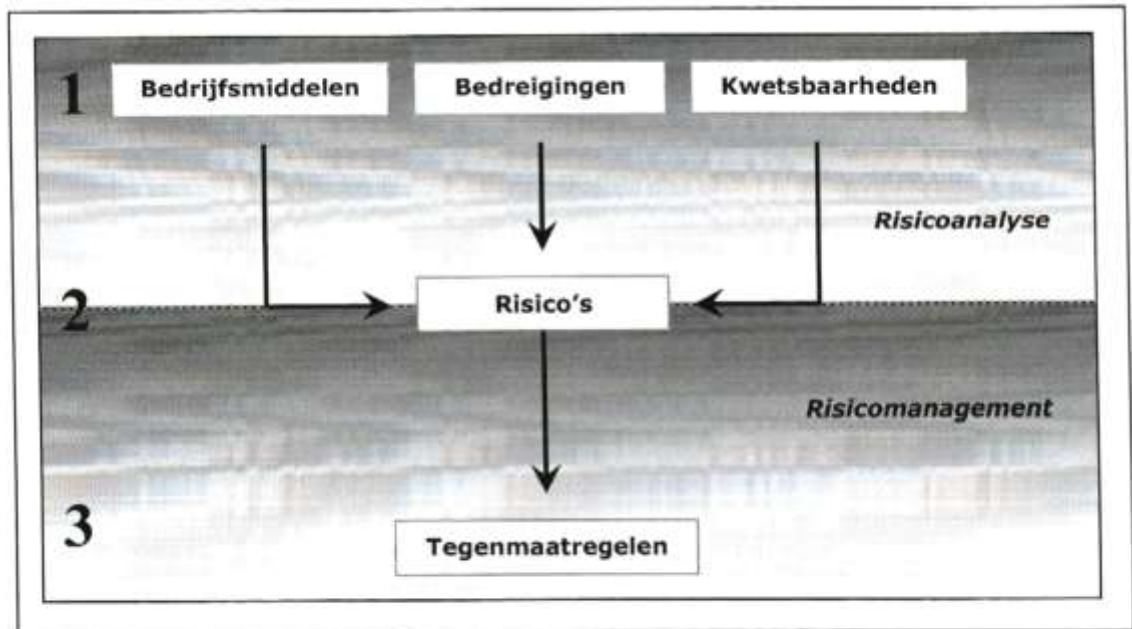 1
Bedrijfsmiddelen
Bedreigingen
Kwetsbaarheden
Risicoanalyse
2
Risico's
Risicomanagement
3
Tegenmaatregelen